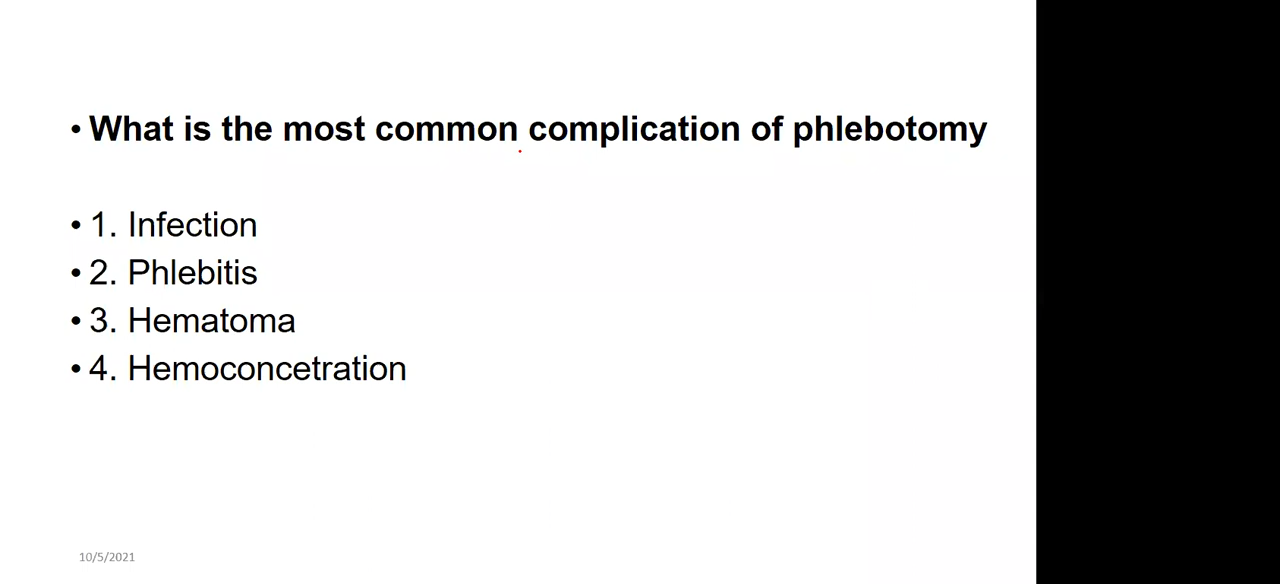 • What is the most common complication of phlebotomy
• 1. Infection
• 2. Phlebitis
• 3. Hematoma
• 4. Hemoconcetration
10/5/2021